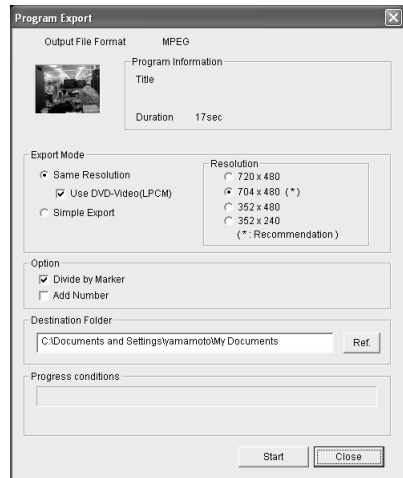 Program Export
Output File Format MPEG
Program Information
Title
Duration 17sec
Export Mode
Same Resolution
Use DVD-Video(LPCM)
Simple Export
Resolution
720 x 480
704 x 480 (*)
352 x 480
352 x 240
(*: Recommendation)
Option
Divide by Marker
Add Number
Destination Folder
C:\Documents and Settings\yamamoto\My Documents Ref.
Progress conditions
Start Close